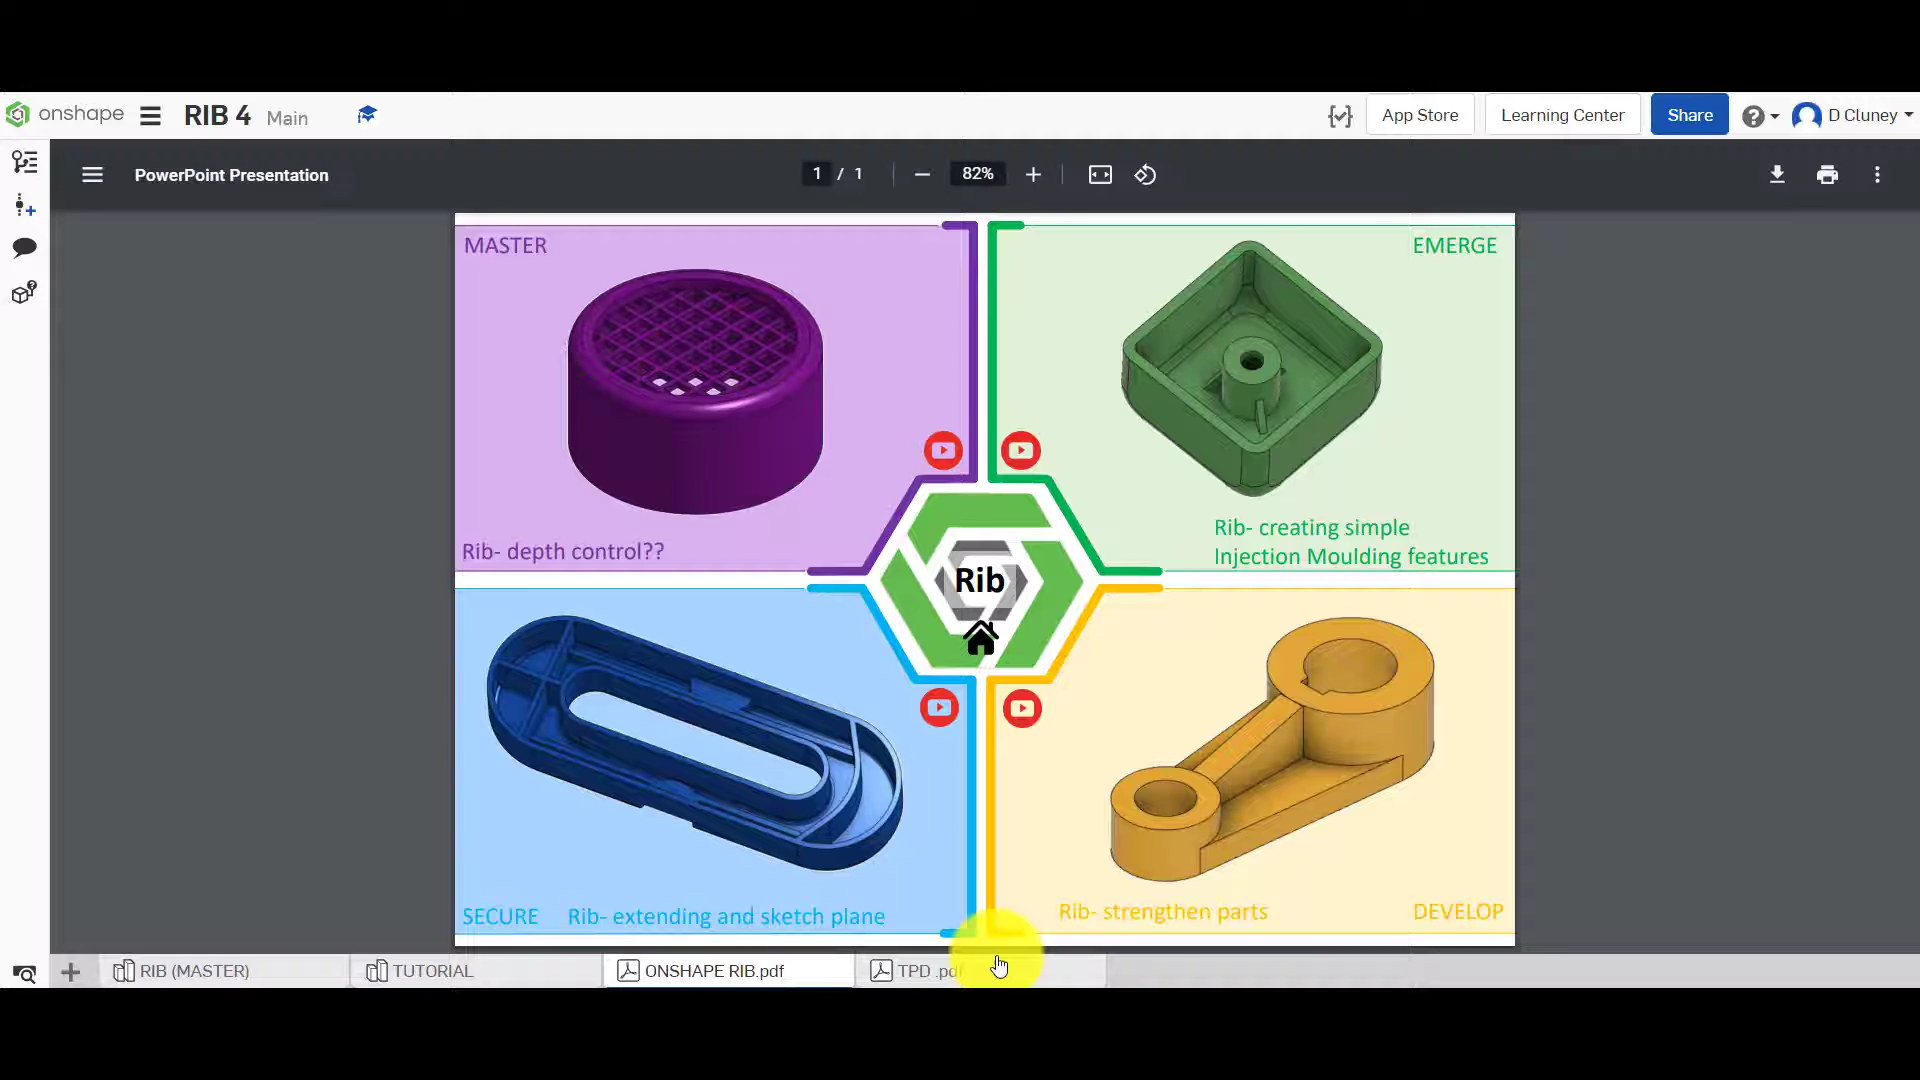 onshape RIB 4 Main App Store Learning Center Share D Cluney
PowerPoint Presentation 1 / 1 82%
MASTER
Rib- depth control??
EMERGE
Rib- creating simple
Injection Moulding features
Rib
SECURE Rib- extending and sketch plane
Rib- strengthen parts DEVELOP
RIB (MASTER) TUTORIAL ONSHAPE RIB.pdf TPD .pdf